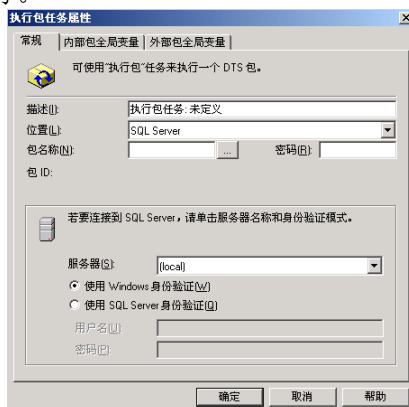 执行包任务属性
常规 内部包全局变量 外部包全局变量
可使用“执行包”任务来执行一个 DTS 包。
描述(I): 执行包任务: 未定义
位置(L): SQL Server
包名称(N): ... 密码(R):
包 ID:
若要连接到 SQL Server，请单击服务器名称和身份验证模式。
服务器(S): (local)
使用 Windows 身份验证(W)
使用 SQL Server 身份验证(Q)
用户名(U):
密码(P):
确定 取消 帮助